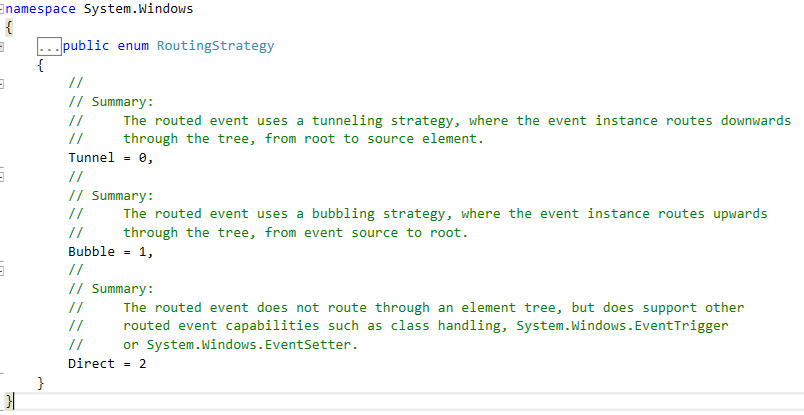 namespace System.Windows
{
...public enum RoutingStrategy
{
//
// Summary:
//     The routed event uses a tunneling strategy, where the event instance routes downwards
//     through the tree, from root to source element.
Tunnel = 0,
//
// Summary:
//     The routed event uses a bubbling strategy, where the event instance routes upwards
//     through the tree, from event source to root.
Bubble = 1,
//
// Summary:
//     The routed event does not route through an element tree, but does support other
//     routed event capabilities such as class handling, System.Windows.EventTrigger
//     or System.Windows.EventSetter.
Direct = 2
}
}